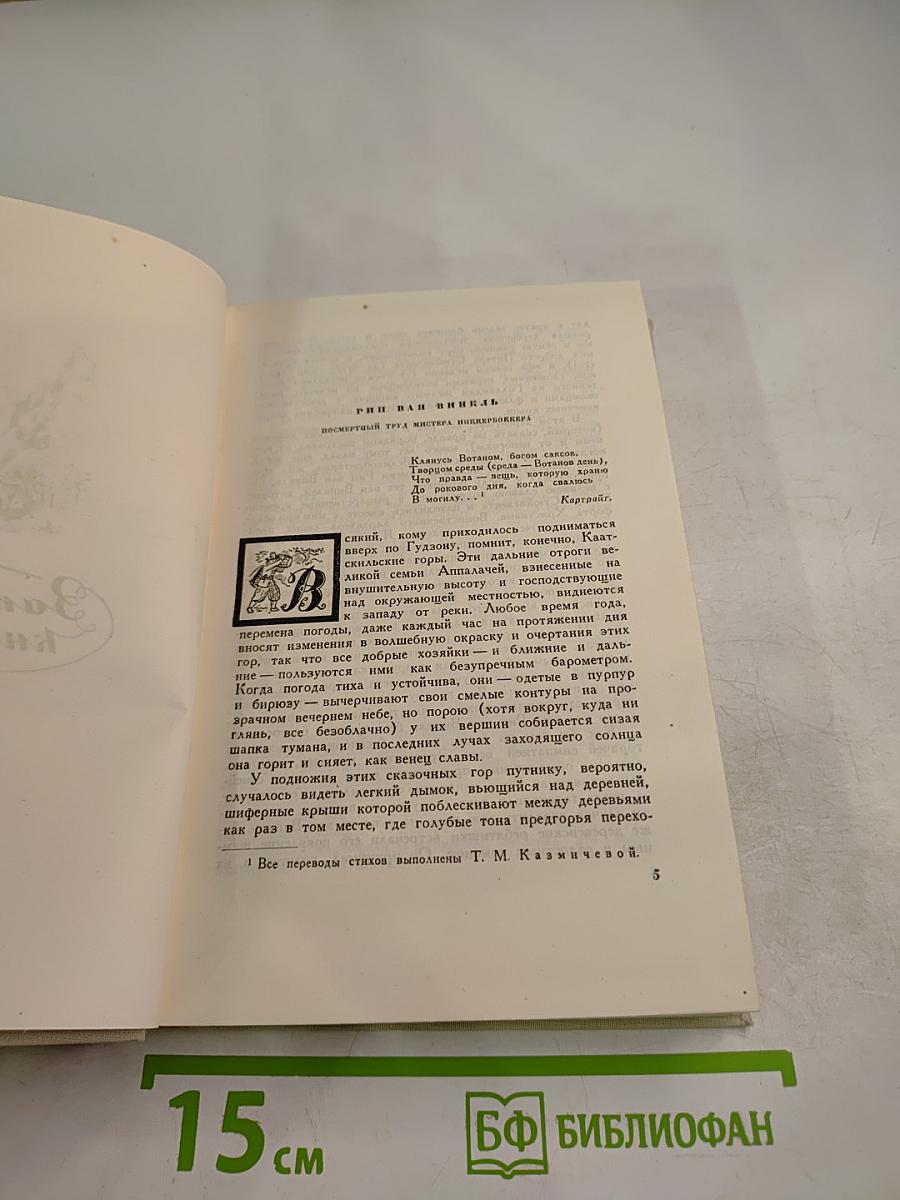 За
кн
РИП ВАН ВИНКЛЬ
ПОСМЕРТНЫЙ ТРУД МИСТЕРА НИККЕРБОККЕРА
Клянусь Вотаном, богом саксов,
Творцом среды (среда — Вотанов день),
Что правда — вещь, которую храню
До рокового дня, когда свалюсь
В могилу. . . ¹
Картрайт.
Всякий, кому приходилось подниматься
вверх по Гудзону, помнит, конечно, Каат-
скильские горы. Эти дальние отроги ве-
ликой семьи Аппалачей, взнесенные на
внушительную высоту и господствующие
над окружающей местностью, виднеются
к западу от реки. Любое время года,
перемена погоды, даже каждый час на протяжении дня
вносят изменения в волшебную окраску и очертания этих
гор, так что все добрые хозяйки — и ближние и даль-
ние — пользуются ими как безупречным барометром.
Когда погода тиха и устойчива, они — одетые в пурпур
и бирюзу — вычерчивают свои смелые контуры на про-
зрачном вечернем небе, но порою (хотя вокруг, куда ни
глянь, все безоблачно) у их вершин собирается сизая
шапка тумана, и в последних лучах заходящего солнца
она горит и сияет, как венец славы.
У подножия этих сказочных гор путнику, вероятно,
случалось видеть легкий дымок, вьющийся над деревней,
шиферные крыши которой поблескивают между деревьями
как раз в том месте, где голубые тона предгорья перехо-
¹ Все переводы стихов выполнены Т. М. Казмичевой.
5
15 см
БФ БИБЛИОФАН